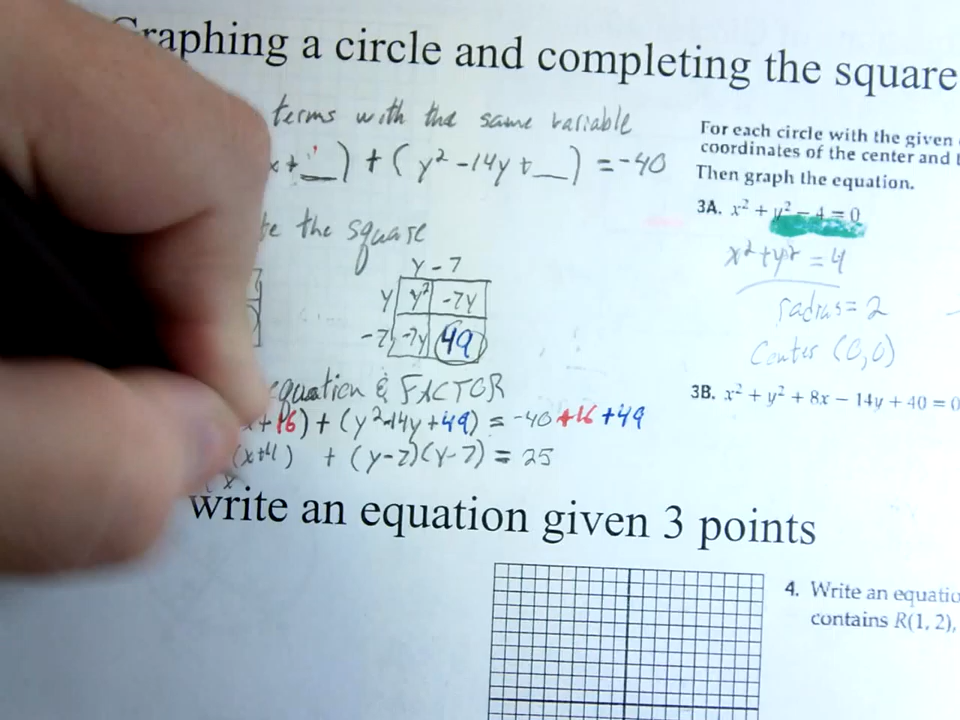 Graphing a circle and completing the square
terms with the same variable
x + __ ) + ( y² - 14y + __ ) = -40
the square
y - 7
y y² -7y
-7 -7y 49
equation & FACTOR
+ 16) + (y² - 14y + 49) = -40 + 16 + 49
(x+4) + (y-7)(y-7) = 25
(x
write an equation given 3 points
For each circle with the given
coordinates of the center and
Then graph the equation.
3A. x² + y² - 4 = 0
x² + y² = 4
radius = 2
Center (0,0)
3B. x² + y² + 8x - 14y + 40 = 0
4. Write an equatio
contains R(1, 2),